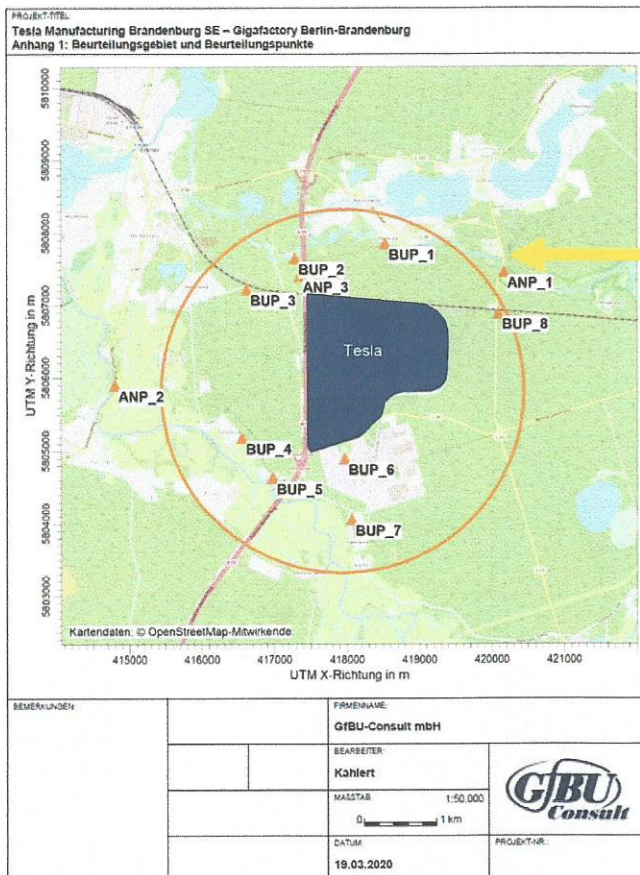 PROJEKT-TITEL:
Tesla Manufacturing Brandenburg SE – Gigafactory Berlin-Brandenburg
Anhang 1: Beurteilungsgebiet und Beurteilungspunkte
UTM Y-Richtung in m
5810000
5809000
5808000
5807000
5806000
5805000
5804000
5803000
BUP_1
BUP_2
ANP_1
ANP_3
BUP_3
BUP_8
Tesla
ANP_2
BUP_4
BUP_6
BUP_5
BUP_7
Kartendaten: © OpenStreetMap-Mitwirkende
415000 416000 417000 418000 419000 420000 421000
UTM X-Richtung in m
BEMERKUNGEN:
FIRMENNAME:
GfBU-Consult mbH
BEARBEITER:
Kahlert
MAßSTAB: 1:50.000
0 1 km
GfBU
Consult
DATUM:
19.03.2020
PROJEKT-NR.: